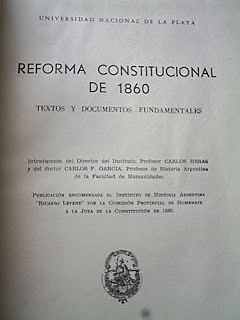 UNIVERSIDAD NACIONAL DE LA PLATA
REFORMA CONSTITUCIONAL
DE 1860
TEXTOS Y DOCUMENTOS FUNDAMENTALES
Introducción del Director del Instituto, Profesor CARLOS HERAS
y del doctor CARLOS F. GARCIA, Profesor de Historia Argentina
de la Facultad de Humanidades.
PUBLICACIÓN ENCOMENDADA AL INSTITUTO DE HISTORIA ARGENTINA
"RICARDO LEVENE" POR LA COMISIÓN PROVINCIAL DE HOMENAJE
A LA JURA DE LA CONSTITUCIÓN DE 1860.